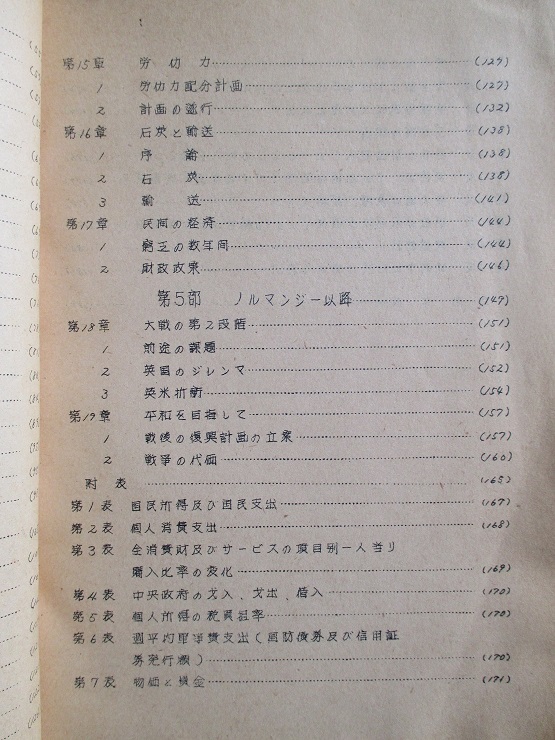 第15章 労仂力 (127)
1 労仂力配分計画 (127)
2 計画の遂行 (132)
第16章 石炭と輸送 (138)
1 序論 (138)
2 石炭 (138)
3 輸送 (141)
第17章 民间の経済 (144)
1 窮乏の数年间 (144)
2 財政政策 (146)
第5部 ノルマンジー以降 (149)
第18章 大戦の第2段階 (151)
1. 前途の課題 (151)
2 英国のジレンマ (152)
3 英米折衝 (154)
第19章 平和を目指して (157)
1 戦後の復興計画の立案 (157)
2 戦争の代価 (160)
附表 (165)
第1表 国民所得及び国民支出 (167)
第2表 個人消費支出 (168)
第3表 全消費財及びサービスの項目别一人当り
購入比率の変化 (169)
第4表 中央政府の収入、支出、借入 (170)
第5表 個人所得の税負担率 (170)
第6表 週平均軍事費支出(国防債券及び信用証
券発行額) (170)
第7表 物価と賃金 (171)